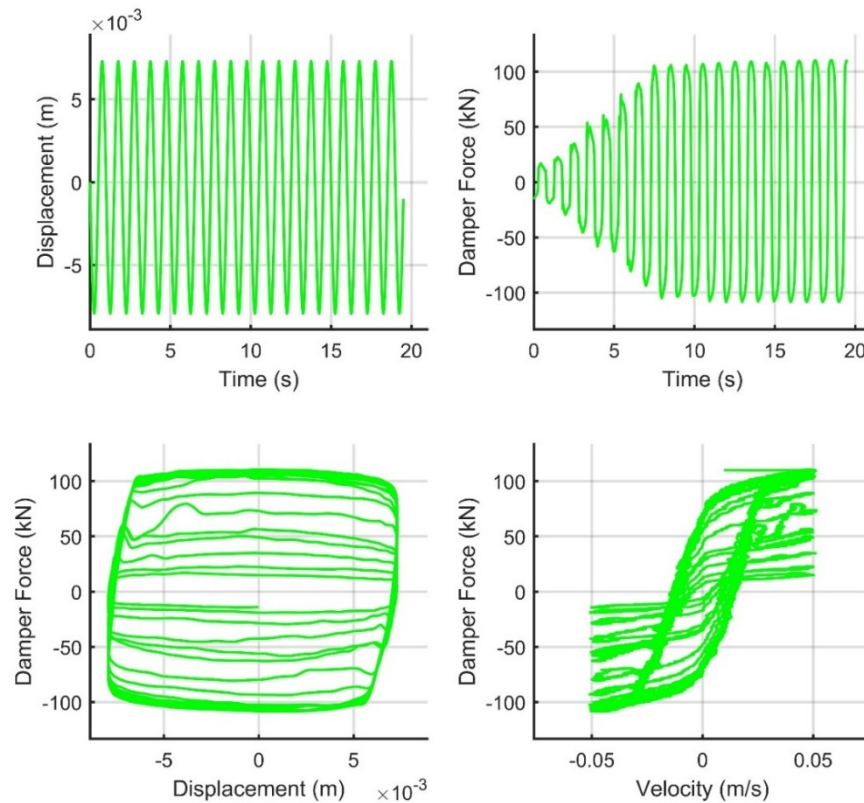 ×10⁻³
5
0
-5
Displacement (m)
0 5 10 15 20
Time (s)
100
50
0
-50
-100
Damper Force (kN)
0 5 10 15 20
Time (s)
100
50
0
-50
-100
Damper Force (kN)
-5 0 5
Displacement (m) ×10⁻³
100
50
0
-50
-100
Damper Force (kN)
-0.05 0 0.05
Velocity (m/s)